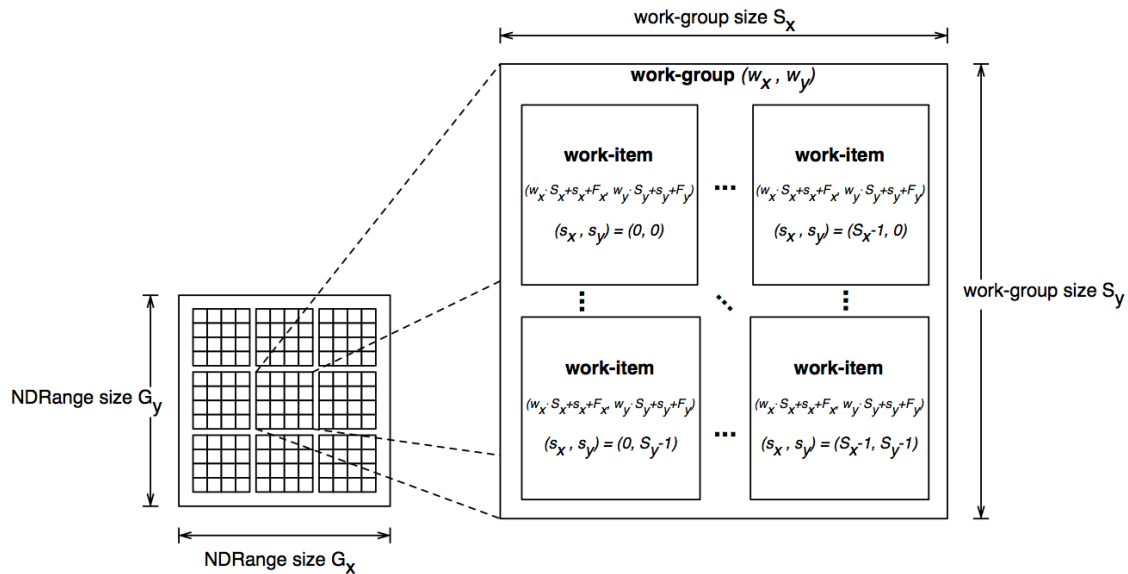 work-group size Sx
work-group (wx , wy)
work-item
work-item
(wx· Sx+sx+Fx, wy· Sy+sy+Fy)
...
(wx· Sx+sx+Fx, wy· Sy+sy+Fy)
(sx , sy) = (0, 0)
(sx , sy) = (Sx-1, 0)
work-group size Sy
work-item
work-item
NDRange size Gy
(wx· Sx+sx+Fx, wy· Sy+sy+Fy)
(wx· Sx+sx+Fx, wy· Sy+sy+Fy)
(sx , sy) = (0, Sy-1)
...
(sx , sy) = (Sx-1, Sy-1)
NDRange size Gx